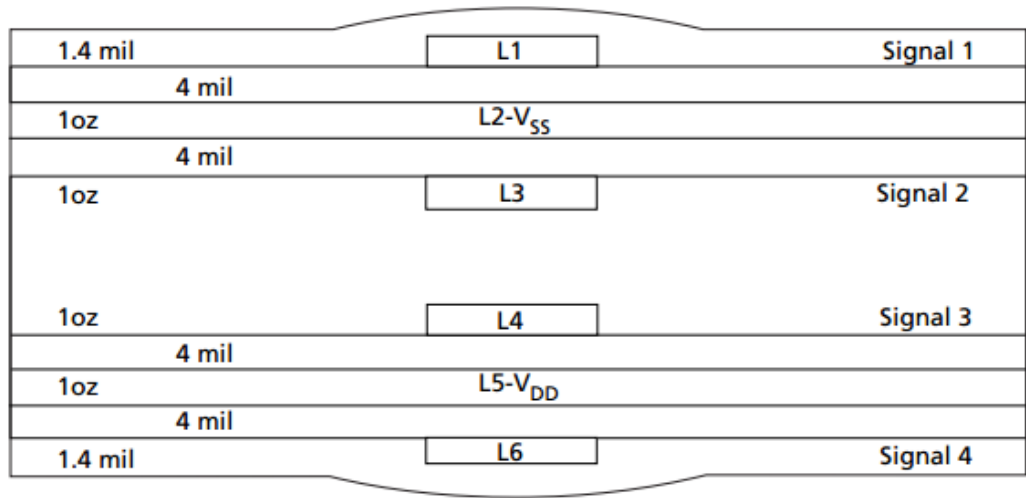 1.4 mil L1 Signal 1
4 mil
1oz L2-VSS
4 mil
1oz L3 Signal 2
1oz L4 Signal 3
4 mil
1oz L5-VDD
4 mil
1.4 mil L6 Signal 4